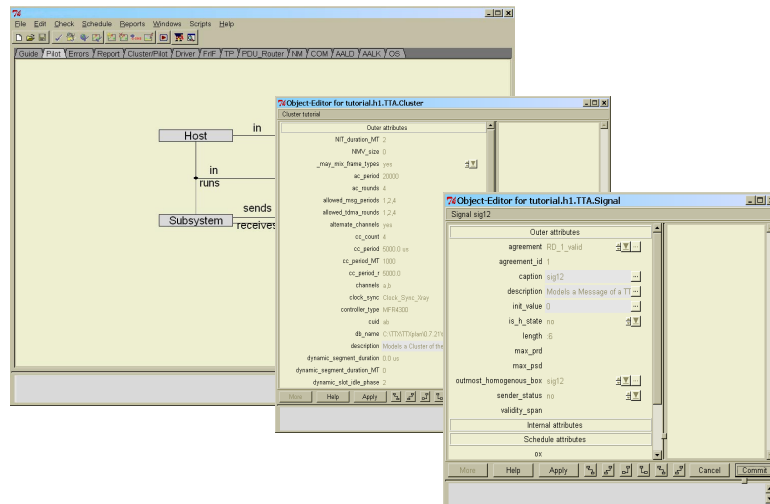 File Edit Check Schedule Reports Windows Scripts Help
Guide Pilot Errors Report Cluster/Pilot Driver FrIF TP PDU_Router NM COM AALD AALK OS
Host
in
in
runs
sends
Subsystem
receives
Object-Editor for tutorial.h1.TTA.Cluster
Cluster tutorial
Outer attributes
NIT_duration_MT 2
NMV_size 0
_may_mix_frame_types yes
ac_period 20000
ac_rounds 4
allowed_msg_periods 1,2,4
allowed_tdma_rounds 1,2,4
alternate_channels yes
cc_count 4
cc_period 5000.0 us
cc_period_MT 1000
cc_period_r 5000.0
channels a,b
clock_sync Clock_Sync_Xray
controller_type MFR4300
cuid ab
db_name
description Models a Cluster of the
dynamic_segment_duration 0.0 us
dynamic_segment_duration_MT 0
dynamic_slot_idle_phase 2
More Help Apply
Object-Editor for tutorial.h1.TTA.Signal
Signal sig12
Outer attributes
agreement RD_1_valid
agreement_id 1
caption sig12
description Models a Message of a TT
init_value 0
is_h_state no
length :6
max_prd
max_psd
outmost_homogenous_box sig12
sender_status no
validity_span
Internal attributes
Schedule attributes
ox
More Help Apply Cancel Commit